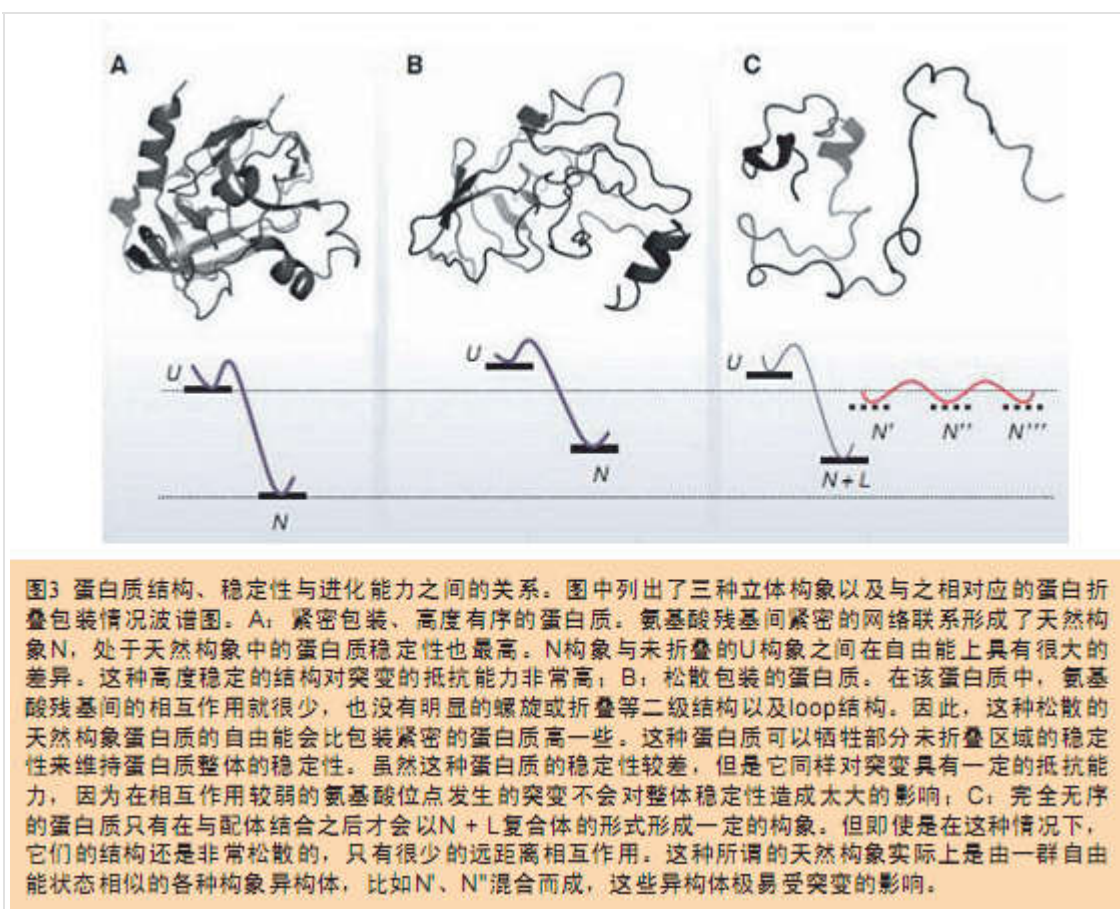 A B C
U N
U N
U N + L N' N'' N'''
图3 蛋白质结构、稳定性与进化能力之间的关系。图中列出了三种立体构象以及与之相对应的蛋白折
叠包装情况波谱图。A：紧密包装、高度有序的蛋白质。氨基酸残基间紧密的网络联系形成了天然构
象N，处于天然构象中的蛋白质稳定性也最高。N构象与未折叠的U构象之间在自由能上具有很大的
差异。这种高度稳定的结构对突变的抵抗能力非常高；B：松散包装的蛋白质。在该蛋白质中，氨基
酸残基间的相互作用就很少，也没有明显的螺旋或折叠等二级结构以及loop结构。因此，这种松散的
天然构象蛋白质的自由能会比包装紧密的蛋白质高一些。这种蛋白质可以牺牲部分未折叠区域的稳定
性来维持蛋白质整体的稳定性。虽然这种蛋白质的稳定性较差，但是它同样对突变具有一定的抵抗能
力，因为在相互作用较弱的氨基酸位点发生的突变不会对整体稳定性造成太大的影响；C：完全无序
的蛋白质只有在与配体结合之后才会以N + L复合体的形式形成一定的构象。但即使是在这种情况下，
它们的结构还是非常松散的，只有很少的远距离相互作用。这种所谓的天然构象实际上是由一群自由
能状态相似的各种构象异构体，比如N'、N"混合而成，这些异构体极易受突变的影响。